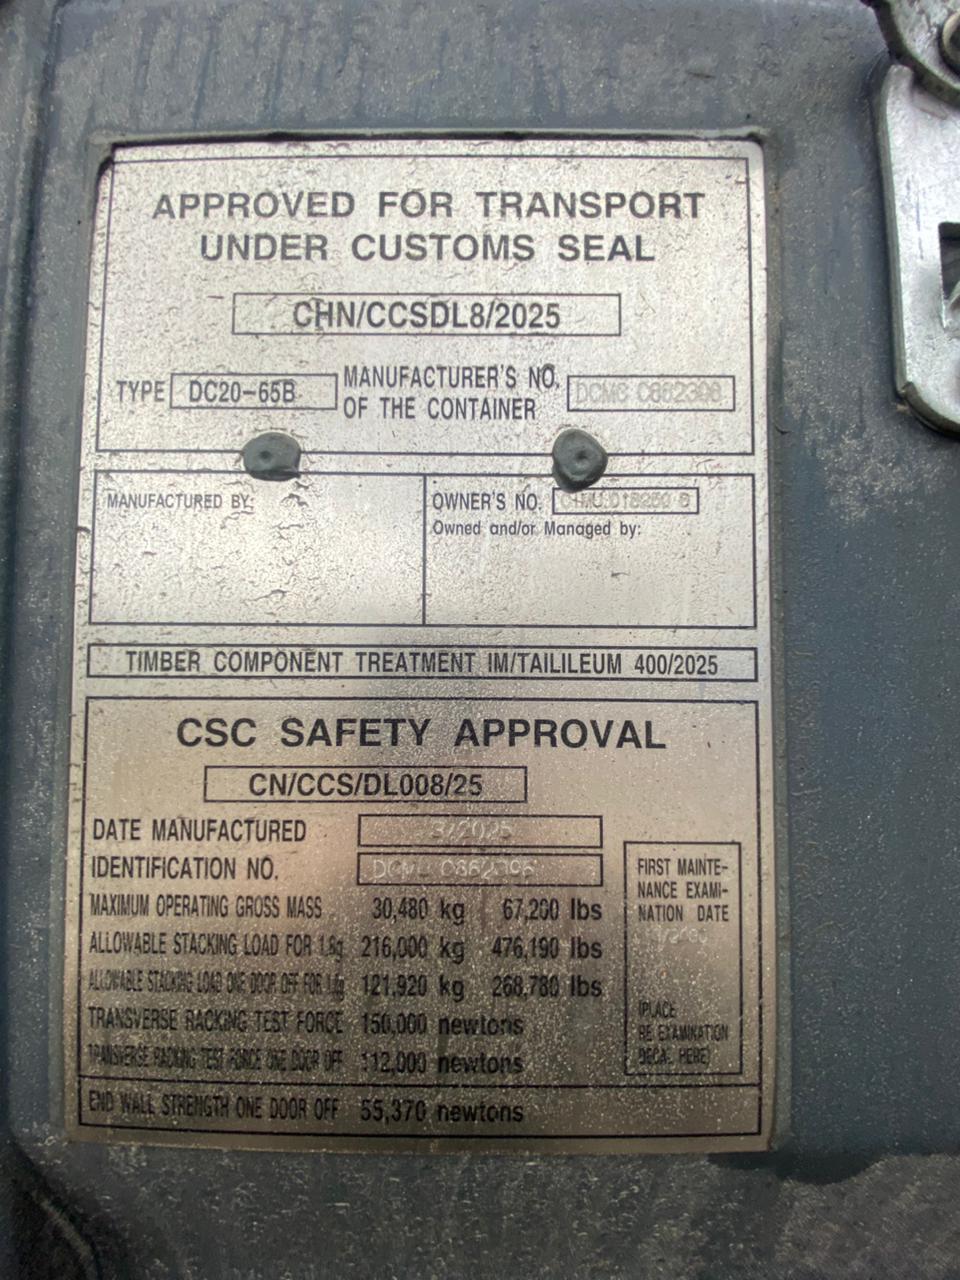 APPROVED FOR TRANSPORT
UNDER CUSTOMS SEAL
CHN/CCSDL8/2025
TYPE DC20-65B
MANUFACTURER'S NO.
OF THE CONTAINER
MANUFACTURED BY:
OWNER'S NO.
Owned and/or Managed by:
TIMBER COMPONENT TREATMENT IM/TAILILEUM 400/2025
CSC SAFETY APPROVAL
CN/CCS/DL008/25
DATE MANUFACTURED 3/2025
IDENTIFICATION NO.
MAXIMUM OPERATING GROSS MASS 30,480 kg 67,200 lbs
ALLOWABLE STACKING LOAD FOR 1.8g 216,000 kg 476,190 lbs
ALLOWABLE STACKING LOAD ONE DOOR OFF FOR 1.8g 121,920 kg 268,780 lbs
TRANSVERSE RACKING TEST FORCE 150,000 newtons
TRANSVERSE RACKING TEST FORCE ONE DOOR OFF 112,000 newtons
END WALL STRENGTH ONE DOOR OFF 55,370 newtons
FIRST MAINTE-
NANCE EXAMI-
NATION DATE
(PLACE
RE EXAMINATION
DECAL HERE)